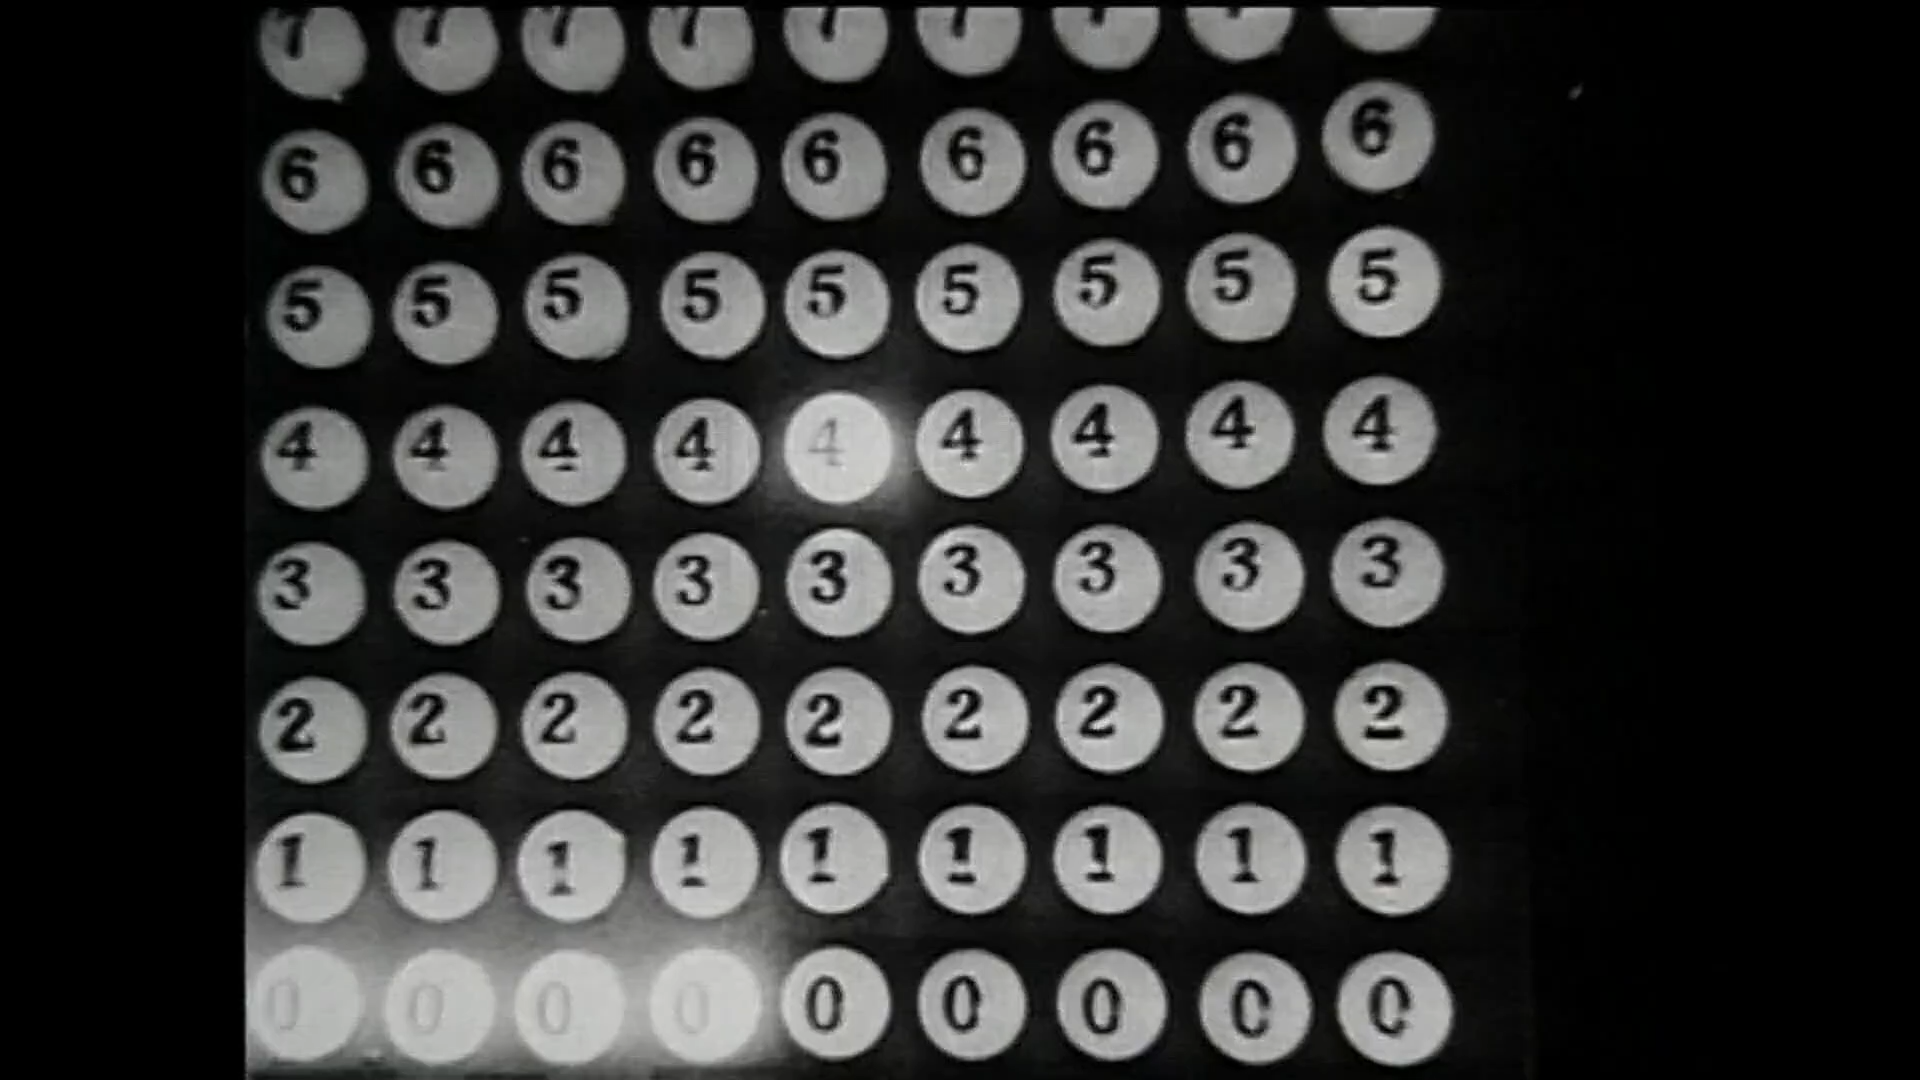 7 7 7 7 7 7 7 7
6 6 6 6 6 6 6 6 6
5 5 5 5 5 5 5 5 5
4 4 4 4 4 4 4 4 4
3 3 3 3 3 3 3 3 3
2 2 2 2 2 2 2 2 2
1 1 1 1 1 1 1 1 1
0 0 0 0 0 0 0 0 0